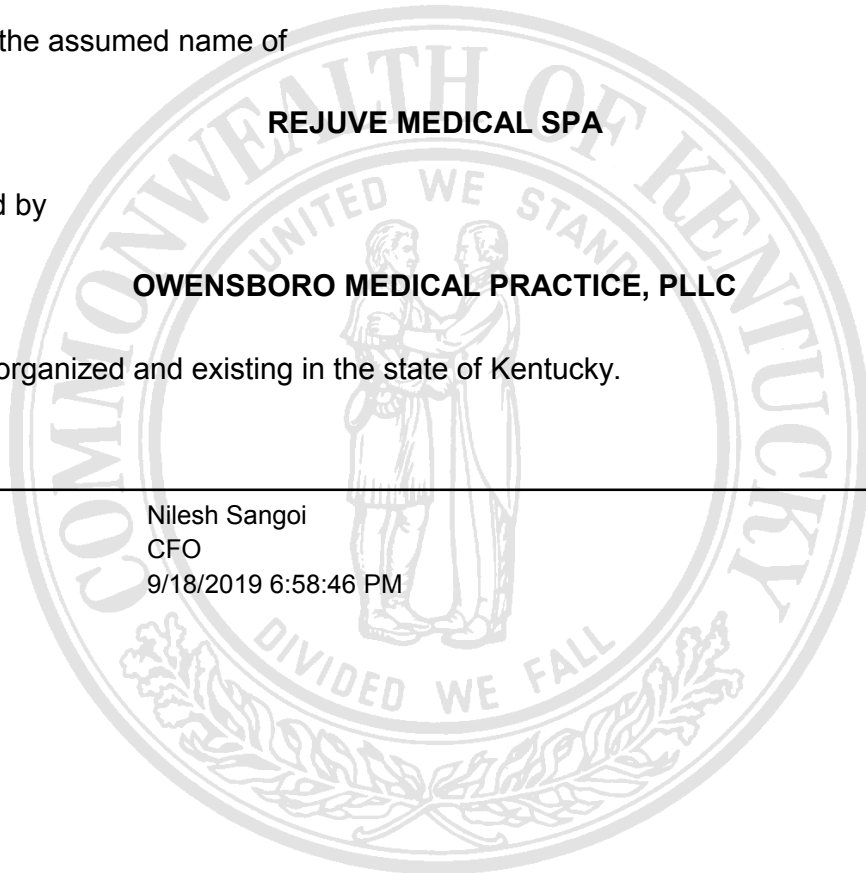 the assumed name of
REJUVE MEDICAL SPA
d by
OWENSBORO MEDICAL PRACTICE, PLLC
organized and existing in the state of Kentucky.
Nilesh Sangoi
CFO
9/18/2019 6:58:46 PM
COMMONWEALTH OF KENTUCKY
UNITED WE STAND
DIVIDED WE FALL